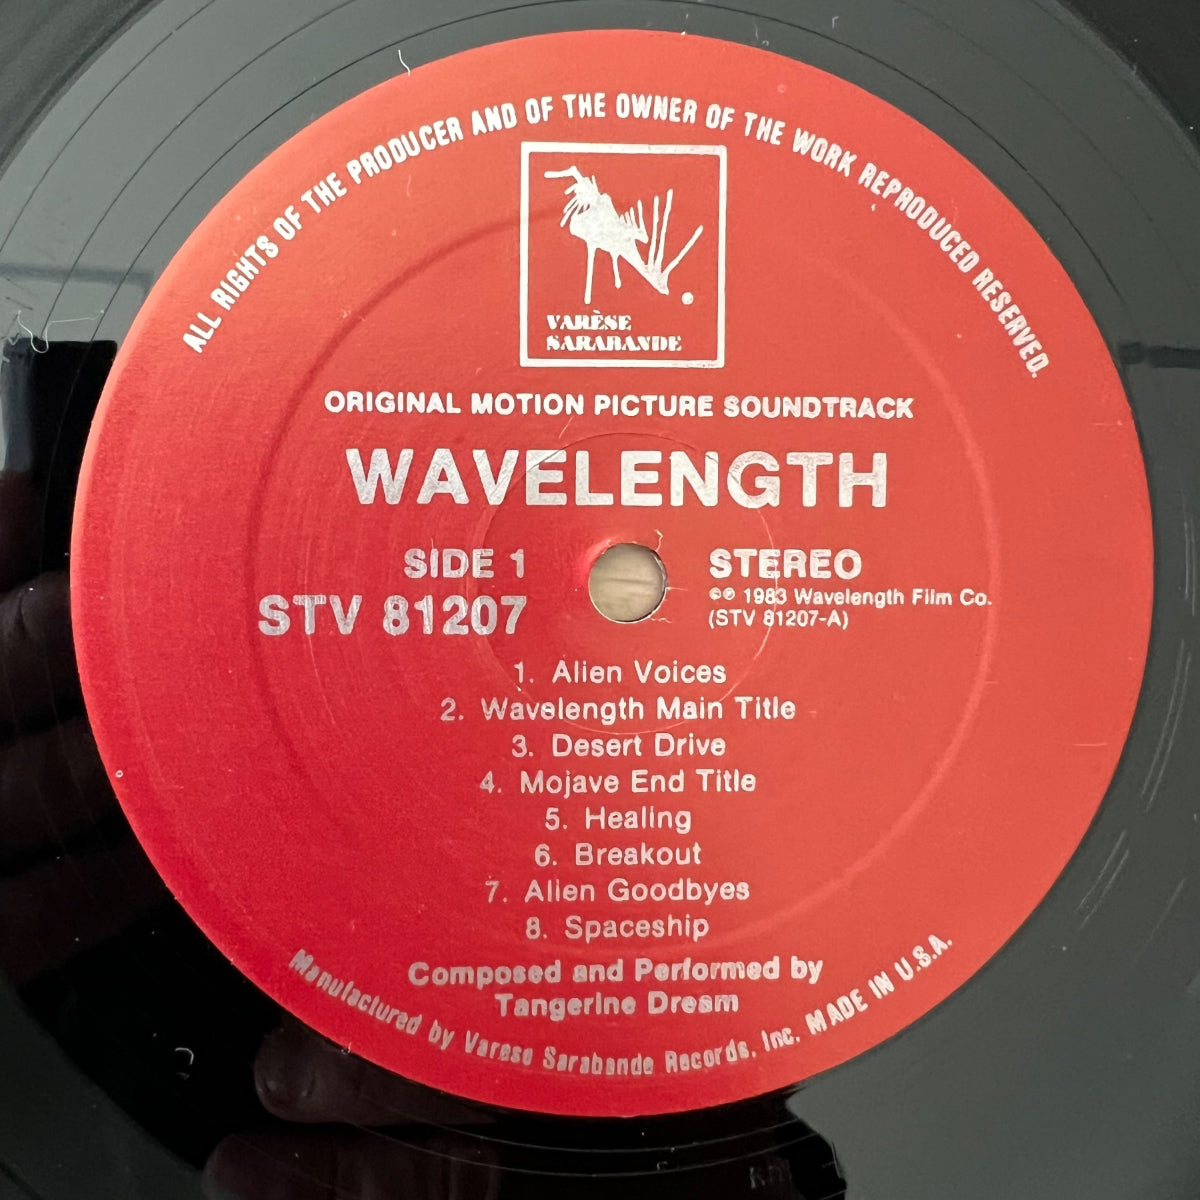 ALL RIGHTS OF THE PRODUCER AND OF THE OWNER OF THE WORK REPRODUCED RESERVED.
VARÈSE
SARABANDE
ORIGINAL MOTION PICTURE SOUNDTRACK
WAVELENGTH
SIDE 1
STV 81207
STEREO
©℗ 1983 Wavelength Film Co.
(STV 81207-A)
1. Alien Voices
2. Wavelength Main Title
3. Desert Drive
4. Mojave End Title
5. Healing
6. Breakout
7. Alien Goodbyes
8. Spaceship
Composed and Performed by
Tangerine Dream
Manufactured by Varese Sarabande Records, Inc. MADE IN U.S.A.